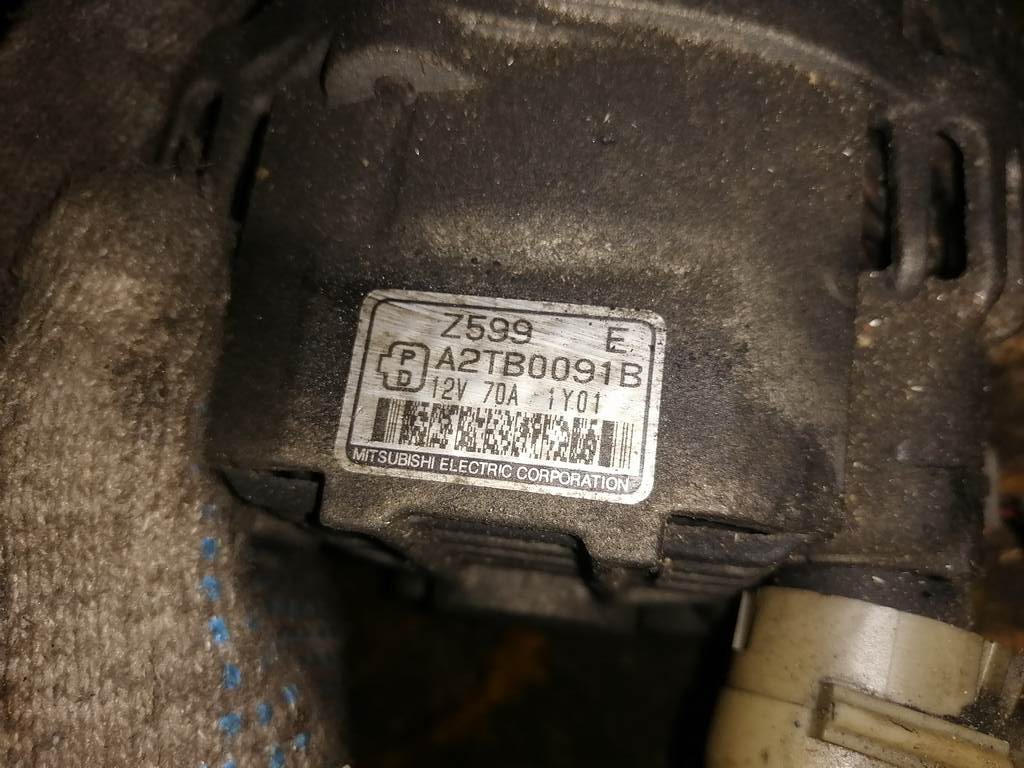 Z599 E
P
D
A2TB0091B
12V 70A 1Y01
MITSUBISHI ELECTRIC CORPORATION